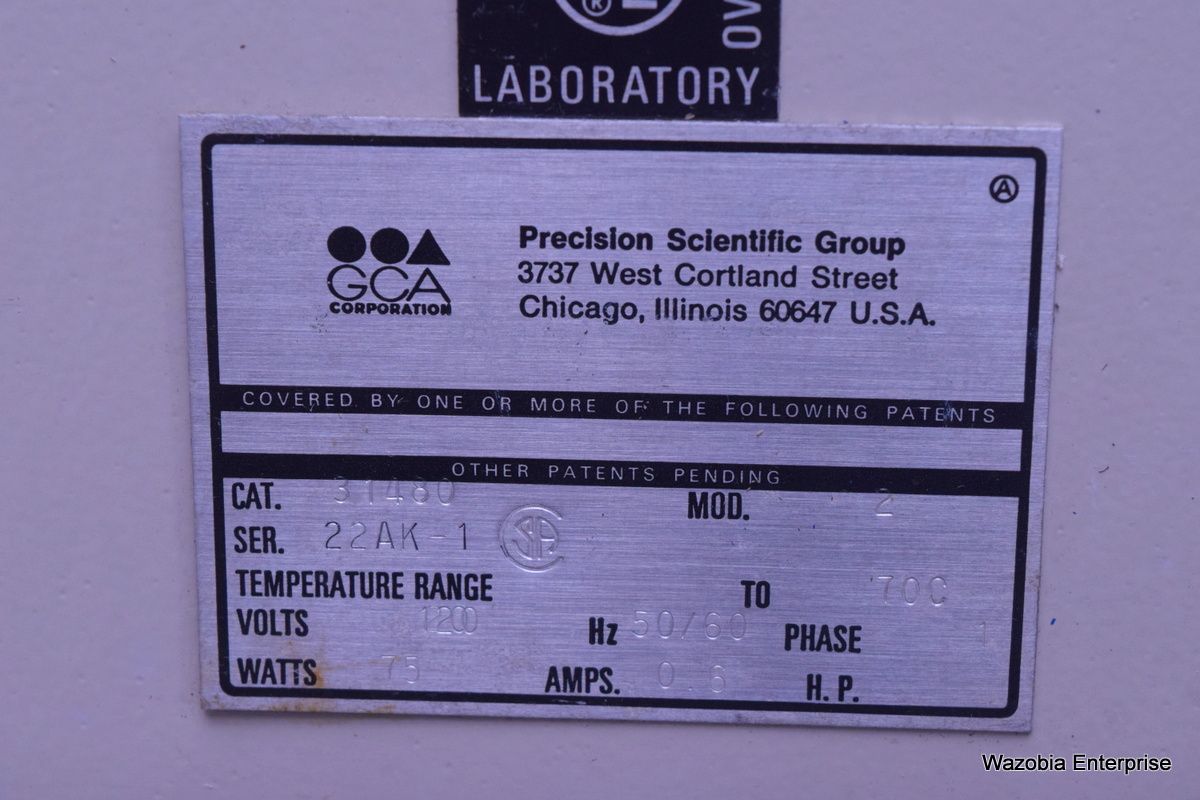 OV
LABORATORY
A
GCA
CORPORATION
Precision Scientific Group
3737 West Cortland Street
Chicago, Illinois 60647 U.S.A.
COVERED BY ONE OR MORE OF THE FOLLOWING PATENTS
OTHER PATENTS PENDING
CAT. 31480 MOD. 2
SER. 22AK-1 SA
TEMPERATURE RANGE TO 70C
VOLTS Hz 50/60 PHASE 1
WATTS 75 AMPS. 0.6 H.P.
Wazobia Enterprise